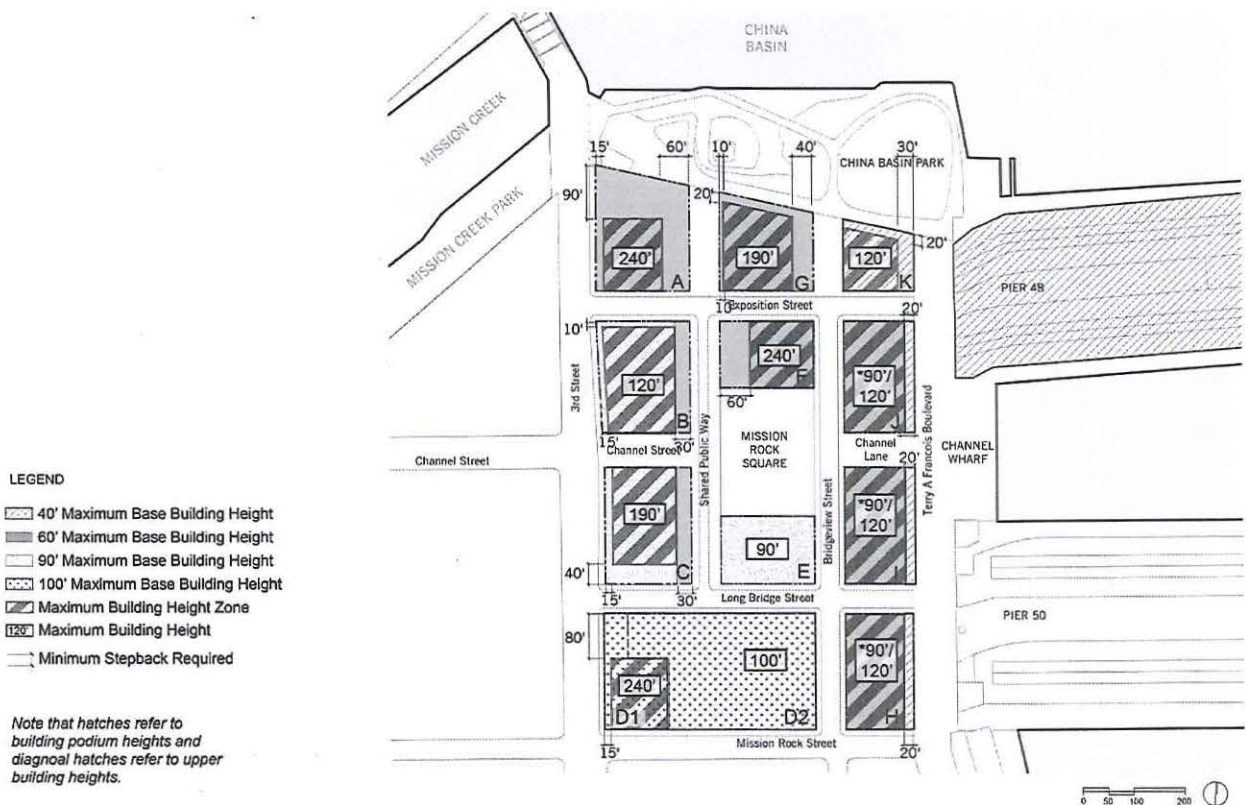 CHINA
BASIN
MISSION CREEK
MISSION CREEK PARK
15'
60'
10'
40'
CHINA BASIN PARK
30'
90'
20'
20'
240'
190'
120'
A
G
K
PIER 48
10'
Exposition Street
20'
10'
3rd Street
120'
240'
F
*90'/
120'
60'
B
J
15'
Channel Street
30'
Shared Public Way
MISSION
ROCK
SQUARE
Channel
Lane
20'
Terry A Francois Boulevard
CHANNEL
WHARF
Channel Street
Bridgeview Street
190'
*90'/
120'
90'
40'
C
E
I
15'
30'
Long Bridge Street
80'
PIER 50
100'
*90'/
120'
240'
D1
D2
H
15'
Mission Rock Street
20'
LEGEND
40' Maximum Base Building Height
60' Maximum Base Building Height
90' Maximum Base Building Height
100' Maximum Base Building Height
Maximum Building Height Zone
120' Maximum Building Height
Minimum Stepback Required
Note that hatches refer to
building podium heights and
diagnoal hatches refer to upper
building heights.
0 50 100 200